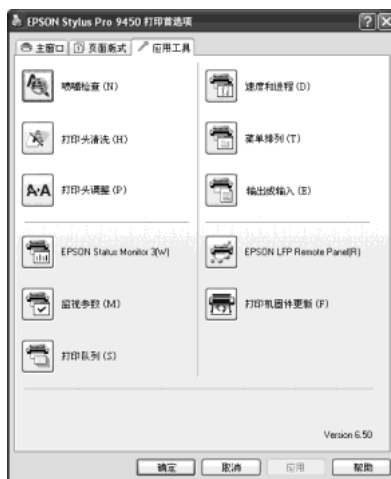 EPSON Stylus Pro 9450 打印首选项
主窗口 页面版式 应用工具
喷嘴检查 (N)
速度和进程 (D)
打印头清洗 (H)
菜单排列 (T)
A·A 打印头调整 (P)
输出或输入 (E)
EPSON Status Monitor 3(W)
EPSON LFP Remote Panel(R)
监视参数 (M)
打印机固件更新 (F)
打印队列 (S)
Version 6.50
确定 取消 应用 帮助